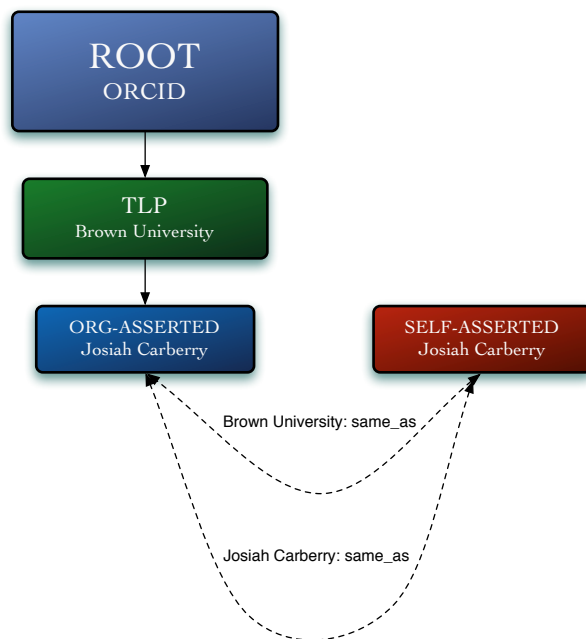 ROOT
ORCID
TLP
Brown University
ORG-ASSERTED
Josiah Carberry
SELF-ASSERTED
Josiah Carberry
Brown University: same_as
Josiah Carberry: same_as